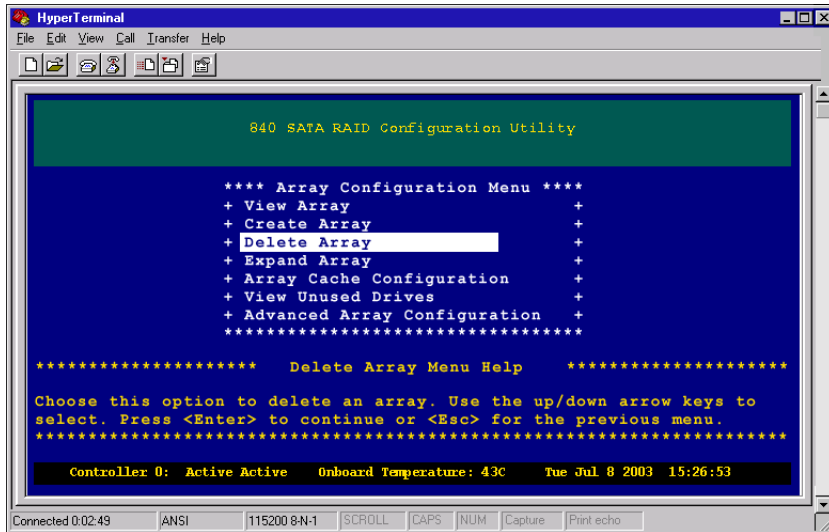 HyperTerminal
File Edit View Call Transfer Help
840 SATA RAID Configuration Utility
**** Array Configuration Menu ****
+ View Array +
+ Create Array +
+ Delete Array +
+ Expand Array +
+ Array Cache Configuration +
+ View Unused Drives +
+ Advanced Array Configuration +
**********************************
********************* Delete Array Menu Help *********************
Choose this option to delete an array. Use the up/down arrow keys to
select. Press <Enter> to continue or <Esc> for the previous menu.
***********************************************************************
Controller 0: Active Active Onboard Temperature: 43C Tue Jul 8 2003 15:26:53
Connected 0:02:49 ANSI 115200 8-N-1 SCROLL CAPS NUM Capture Print echo